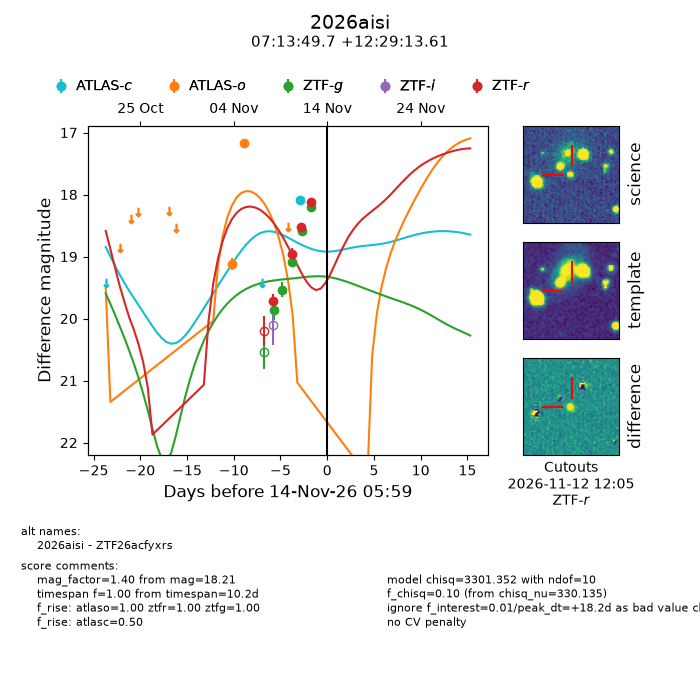 2026aisi
07:13:49.7 +12:29:13.61
ATLAS-c ATLAS-o ZTF-g ZTF-i ZTF-r
25 Oct 04 Nov 14 Nov 24 Nov
17
18
19
20
21
22
Difference magnitude
−25 −20 −15 −10 −5 0 5 10 15
Days before 14-Nov-26 05:59
science
template
difference
Cutouts
2026-11-12 12:05
ZTF-r
alt names:
2026aisi - ZTF26acfyxrs
score comments:
mag_factor=1.40 from mag=18.21
timespan f=1.00 from timespan=10.2d
f_rise: atlaso=1.00 ztfr=1.00 ztfg=1.00
f_rise: atlasc=0.50
model chisq=3301.352 with ndof=10
f_chisq=0.10 (from chisq_nu=330.135)
ignore f_interest=0.01/peak_dt=+18.2d as bad value
no CV penalty